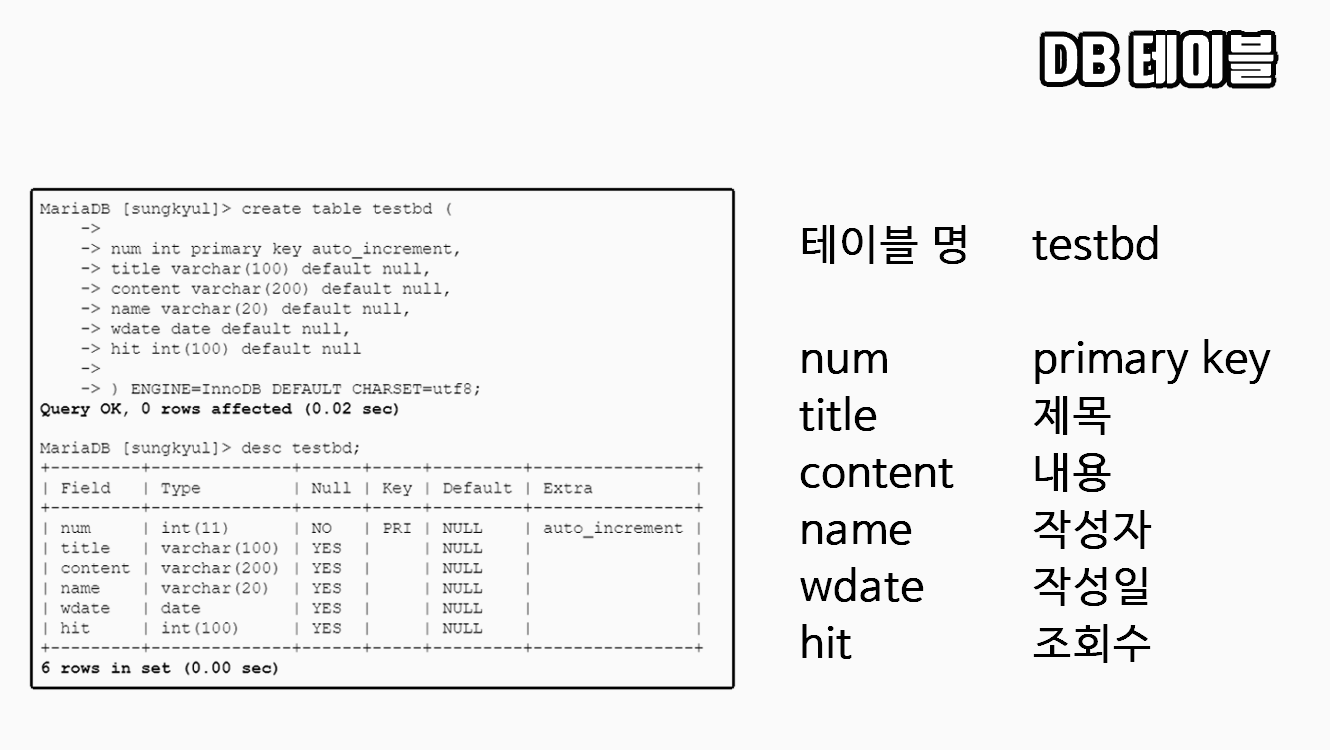 DB 테이블
MariaDB [sungkyul]> create table testbd (
    ->
    -> num int primary key auto_increment,
    -> title varchar(100) default null,
    -> content varchar(200) default null,
    -> name varchar(20) default null,
    -> wdate date default null,
    -> hit int(100) default null
    ->
    -> ) ENGINE=InnoDB DEFAULT CHARSET=utf8;
Query OK, 0 rows affected (0.02 sec)
MariaDB [sungkyul]> desc testbd;
+---------+--------------+------+-----+---------+----------------+
| Field   | Type         | Null | Key | Default | Extra          |
+---------+--------------+------+-----+---------+----------------+
| num     | int(11)      | NO   | PRI | NULL    | auto_increment |
| title   | varchar(100) | YES  |     | NULL    |                |
| content | varchar(200) | YES  |     | NULL    |                |
| name    | varchar(20)  | YES  |     | NULL    |                |
| wdate   | date         | YES  |     | NULL    |                |
| hit     | int(100)     | YES  |     | NULL    |                |
+---------+--------------+------+-----+---------+----------------+
6 rows in set (0.00 sec)
테이블 명 testbd
num primary key
title 제목
content 내용
name 작성자
wdate 작성일
hit 조회수